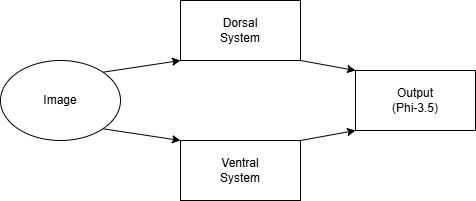 Dorsal
System
Image
Output
(Phi-3.5)
Ventral
System